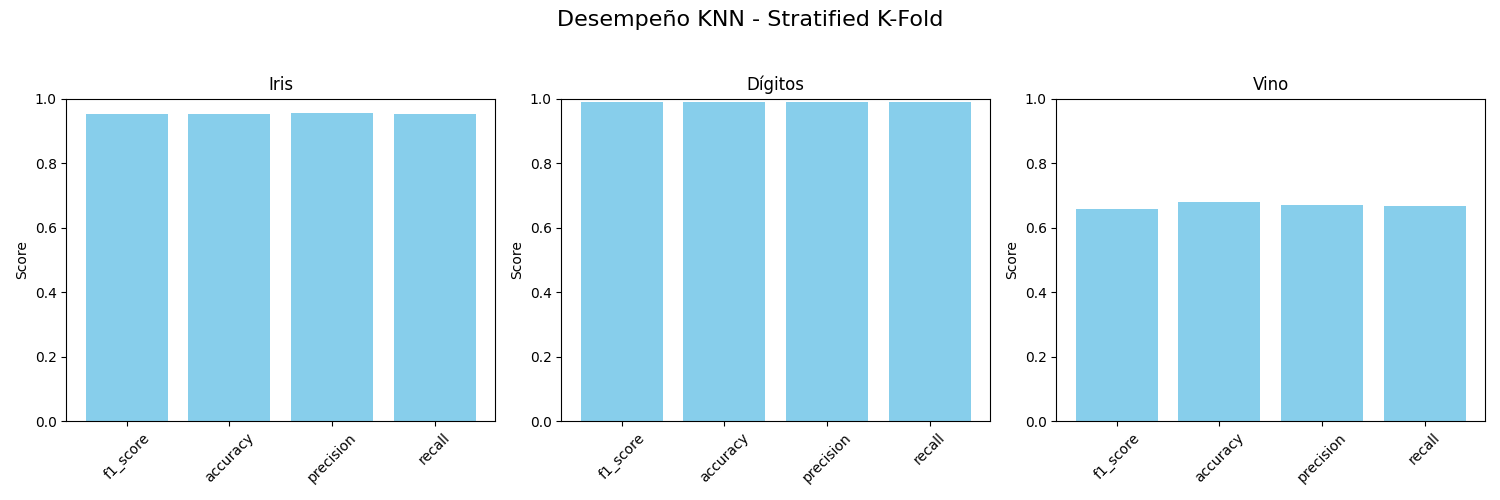 Desempeño KNN - Stratified K-Fold
Iris
Score
1.0
0.8
0.6
0.4
0.2
0.0
f1_score
accuracy
precision
recall
Dígitos
Score
1.0
0.8
0.6
0.4
0.2
0.0
f1_score
accuracy
precision
recall
Vino
Score
1.0
0.8
0.6
0.4
0.2
0.0
f1_score
accuracy
precision
recall